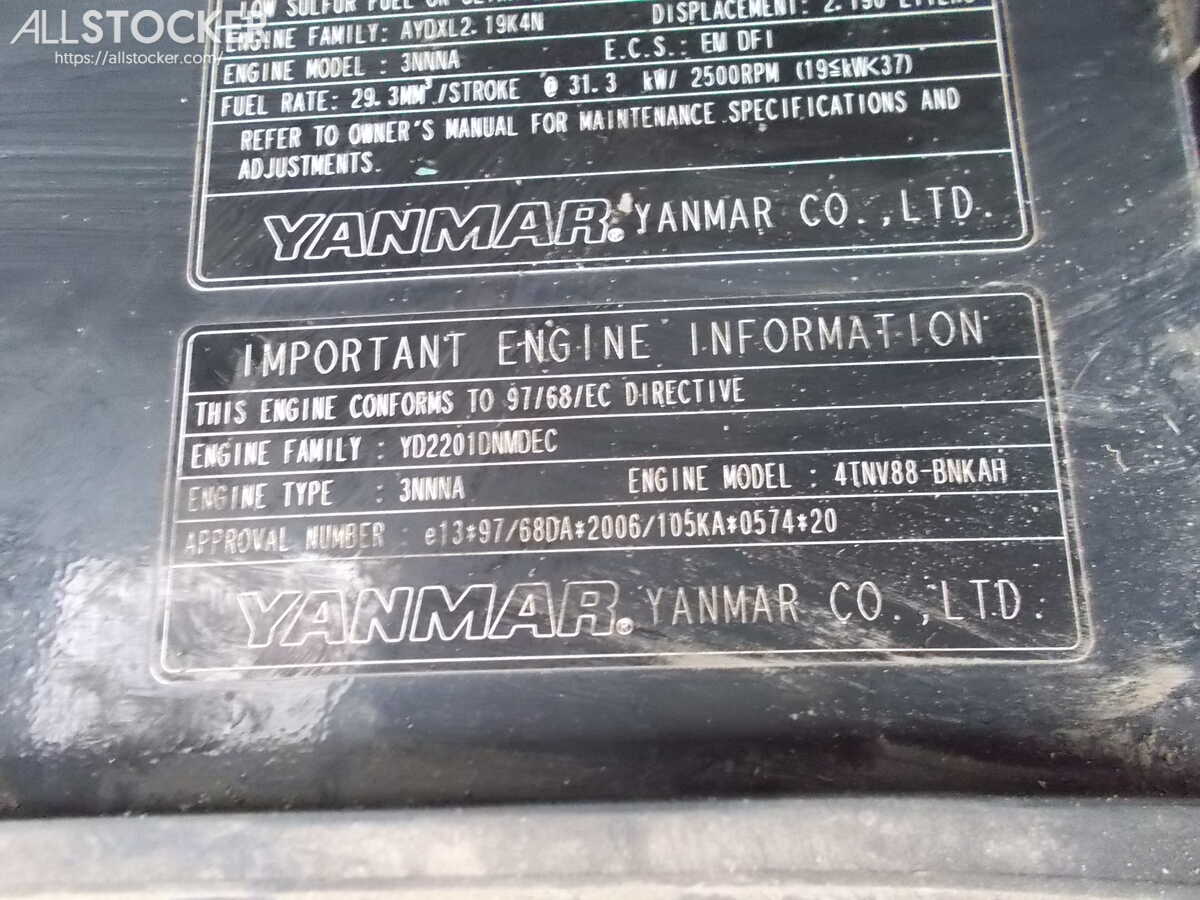 ALLSTOCKER
https://allstocker.com/
LOW SULFUR FUEL OR
ENGINE FAMILY: AYDXL2.19K4N DISPLACEMENT: 2.190 LITERS
ENGINE MODEL : 3NNNA E.C.S.: EM DFI
FUEL RATE: 29.3MM³/STROKE @ 31.3 kW/ 2500RPM (19≦kW<37)
REFER TO OWNER'S MANUAL FOR MAINTENANCE SPECIFICATIONS AND
ADJUSTMENTS.
YANMAR® YANMAR CO.,LTD.
IMPORTANT ENGINE INFORMATION
THIS ENGINE CONFORMS TO 97/68/EC DIRECTIVE
ENGINE FAMILY : YD2201DNMDEC
ENGINE TYPE : 3NNNA ENGINE MODEL : 4TNV88-BNKAH
APPROVAL NUMBER : e13*97/68DA*2006/105KA*0574*20
YANMAR® YANMAR CO.,LTD.